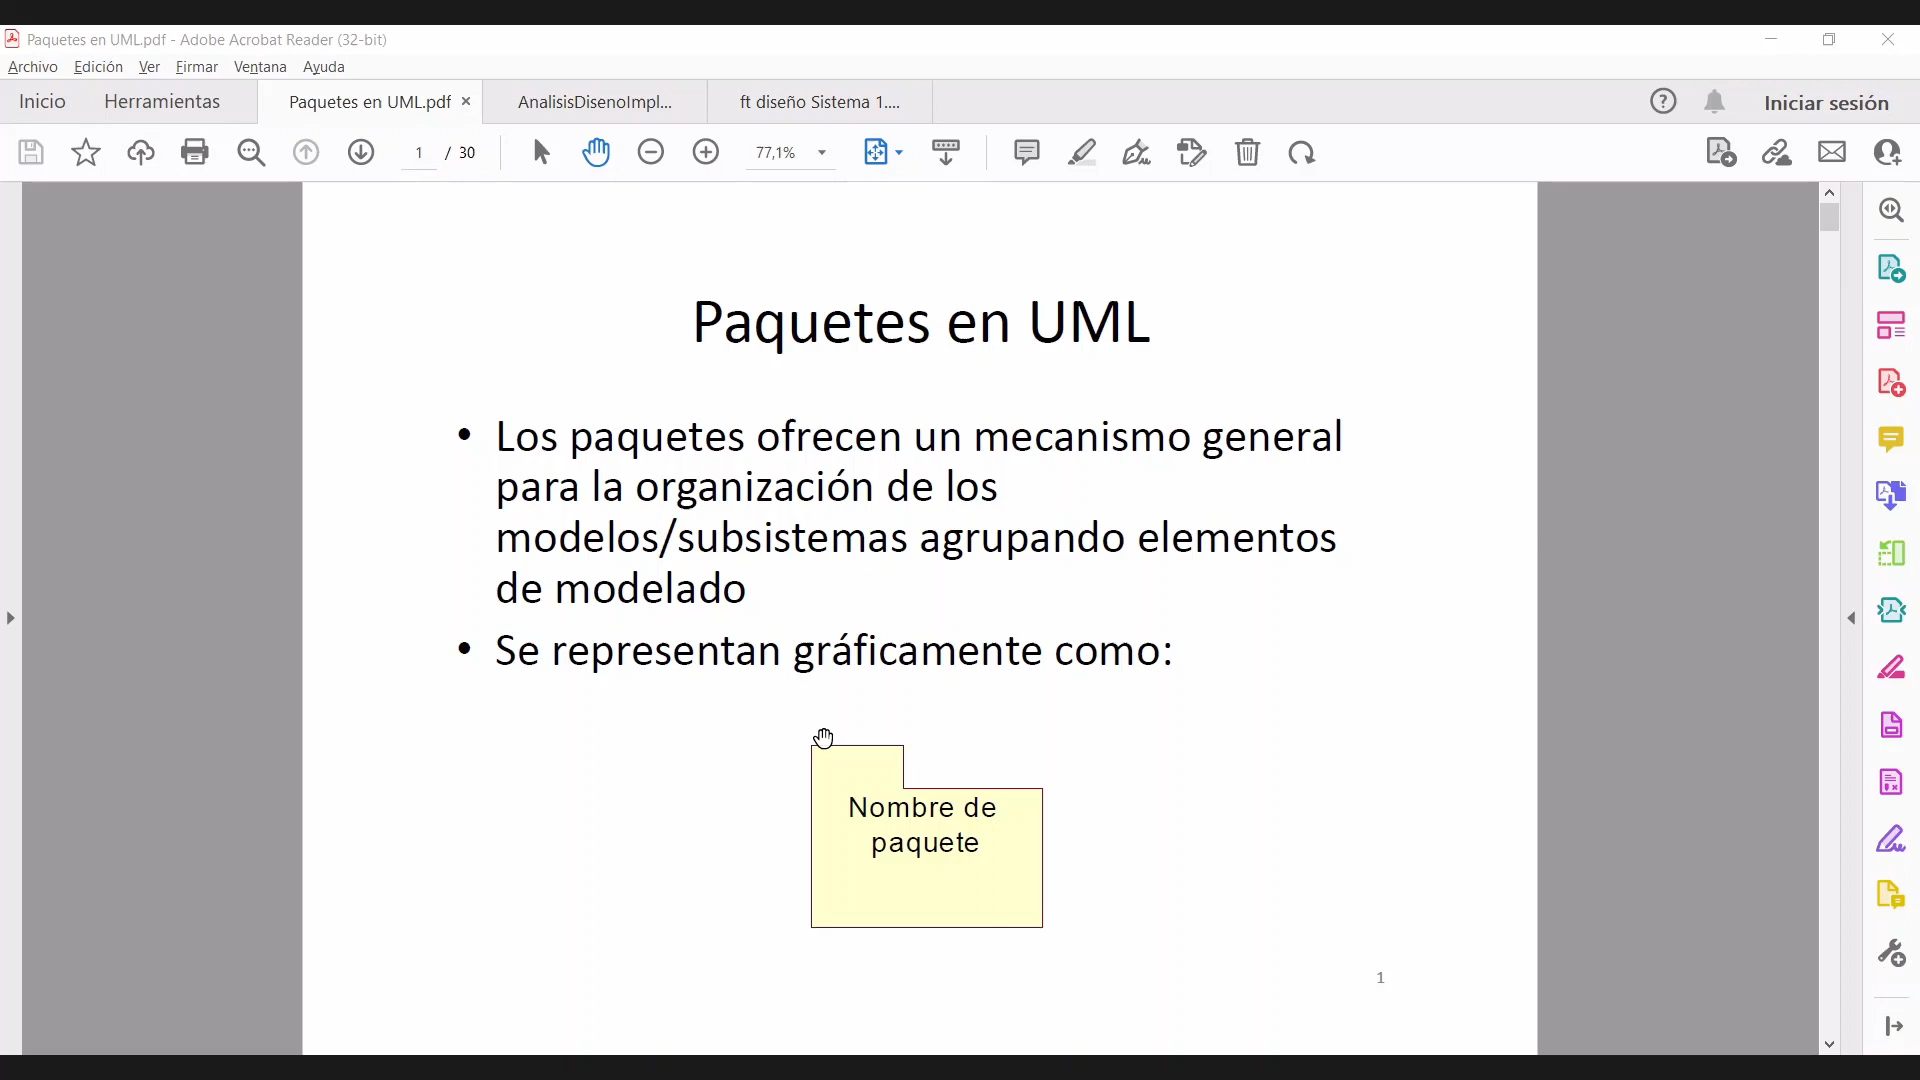 Paquetes en UML.pdf - Adobe Acrobat Reader (32-bit)
Archivo Edición Ver Firmar Ventana Ayuda
Inicio Herramientas Paquetes en UML.pdf × AnalisisDisenoImpl... ft diseño Sistema 1.... Iniciar sesión
1 / 30 77,1%
Paquetes en UML
• Los paquetes ofrecen un mecanismo general
para la organización de los
modelos/subsistemas agrupando elementos
de modelado
• Se representan gráficamente como:
Nombre de
paquete
1